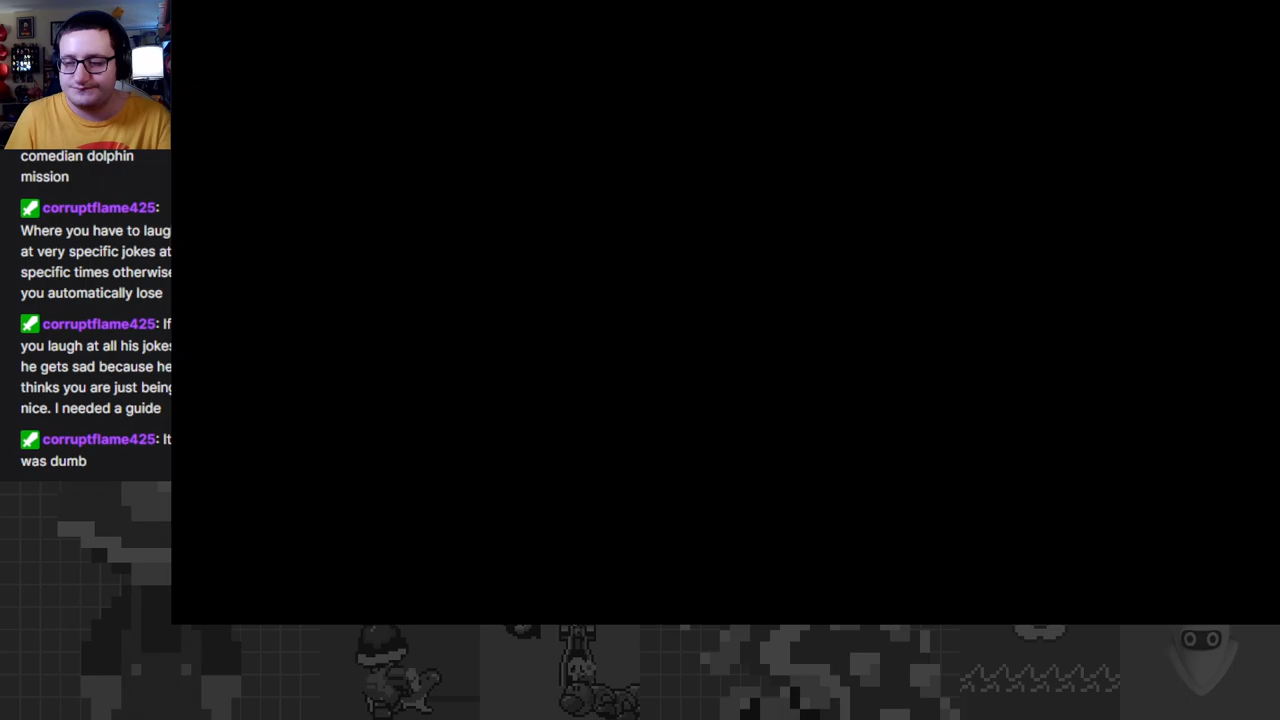 comedian dolphin
mission
corruptflame425:
Where you have to laugh
at very specific jokes at
specific times otherwise
you automatically lose
corruptflame425: If
you laugh at all his jokes
he gets sad because he
thinks you are just being
nice. I needed a guide
corruptflame425: It
was dumb